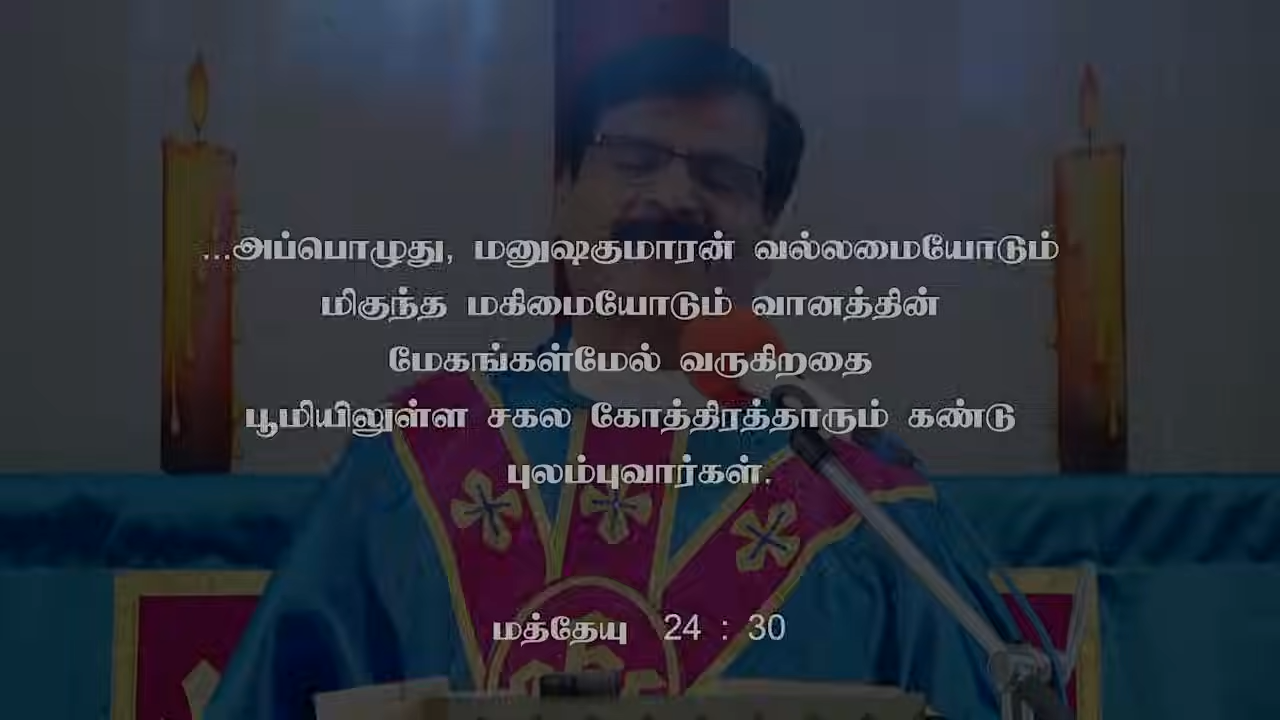 ...அப்பொழுது, மனுஷகுமாரன் வல்லமையோடும்
மிகுந்த மகிமையோடும் வானத்தின்
மேகங்கள்மேல் வருகிறதை
பூமியிலுள்ள சகல கோத்திரத்தாரும் கண்டு
புலம்புவார்கள்.
மத்தேயு 24 : 30